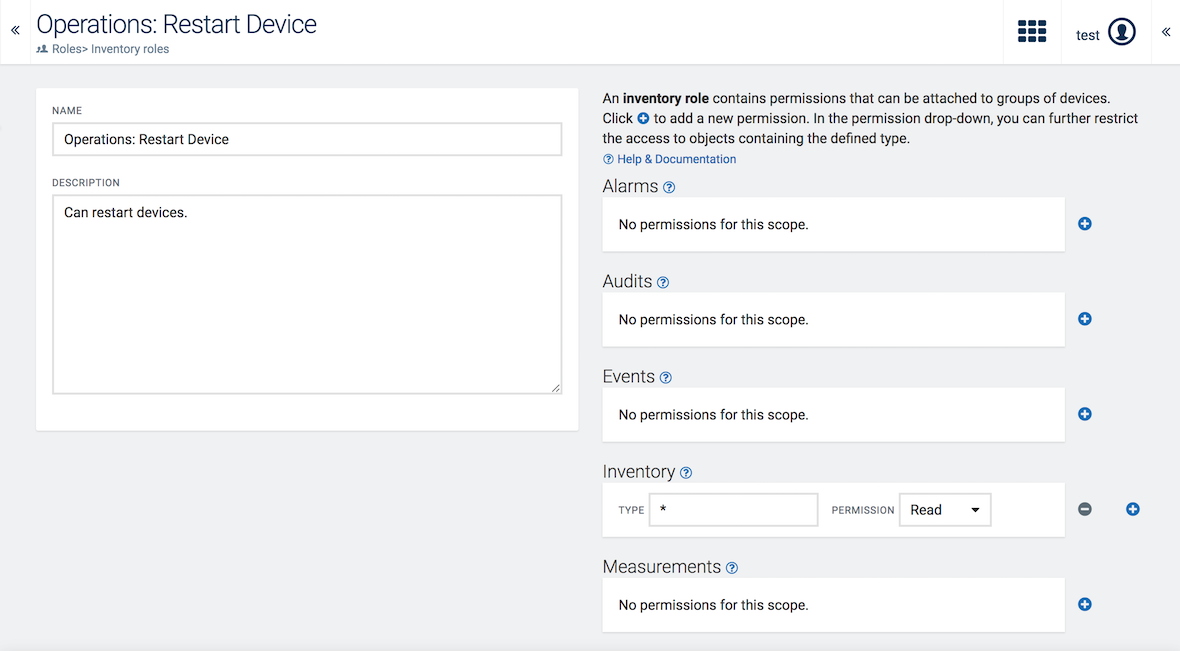 Operations: Restart Device
Roles> Inventory roles
test
NAME
Operations: Restart Device
DESCRIPTION
Can restart devices.
An inventory role contains permissions that can be attached to groups of devices.
Click to add a new permission. In the permission drop-down, you can further restrict
the access to objects containing the defined type.
Help & Documentation
Alarms
No permissions for this scope.
Audits
No permissions for this scope.
Events
No permissions for this scope.
Inventory
TYPE * PERMISSION Read
Measurements
No permissions for this scope.